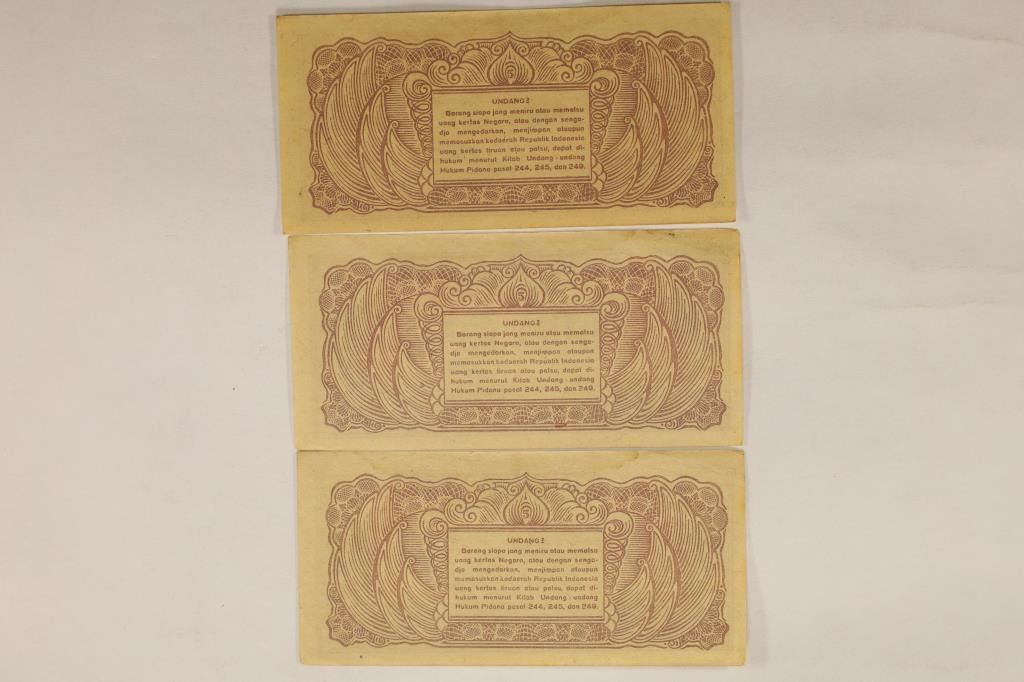 UNDANG2
Barang siapa jang meniru atau memalsu
uang kertas Negara, atau dengan senga-
dja mengedarkan, menjimpan ataupun
memasukkan kedaérah Republik Indonesia
uang kertas tiruan atau palsu, dapat di-
hukum menurut Kitab Undang-undang
Hukum Pidana pasal 244, 245, dan 249.
UNDANG2
Barang siapa jang meniru atau memalsu
uang kertas Negara, atau dengan senga-
dja mengedarkan, menjimpan ataupun
memasukkan kedaerah Republik Indonesia
uang kertas tiruan atau palsu, dapat di-
hukum menurut Kitab Undang-undang
Hukum Pidana pasal 244, 245, dan 249.
UNDANG2
Barang siapa jang meniru atau memalsu
uang kertas Negara, atau dengan senga-
dja mengedarkan, menjimpan ataupun
memasukkan kedaerah Republik Indonesia
uang kertas tiruan atau palsu, dapat di-
hukum menurut Kitab Undang-undang
Hukum Pidana pasal 244, 245, dan 249.